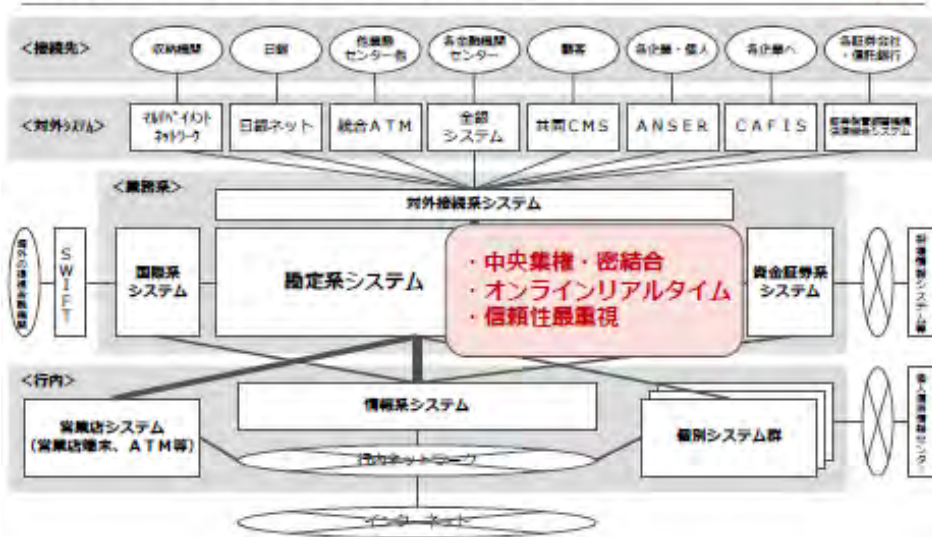 <接続先>
収納機関
日銀
他業態
センター他
各金融機関
センター
顧客
各企業・個人
各企業へ
各証券会社
・信託銀行
<対外システム>
マルチペイメント
ネットワーク
日銀ネット
統合ATM
全銀
システム
共同CMS
ANSER
CAFIS
<業務系>
対外接続系システム
SWIFT
国際系
システム
勘定系システム
・中央集権・密結合
・オンラインリアルタイム
・信頼性最重視
資金証券系
システム
<行内>
営業店システム
(営業店端末、ATM等)
情報系システム
個別システム群
行内ネットワーク
インターネット